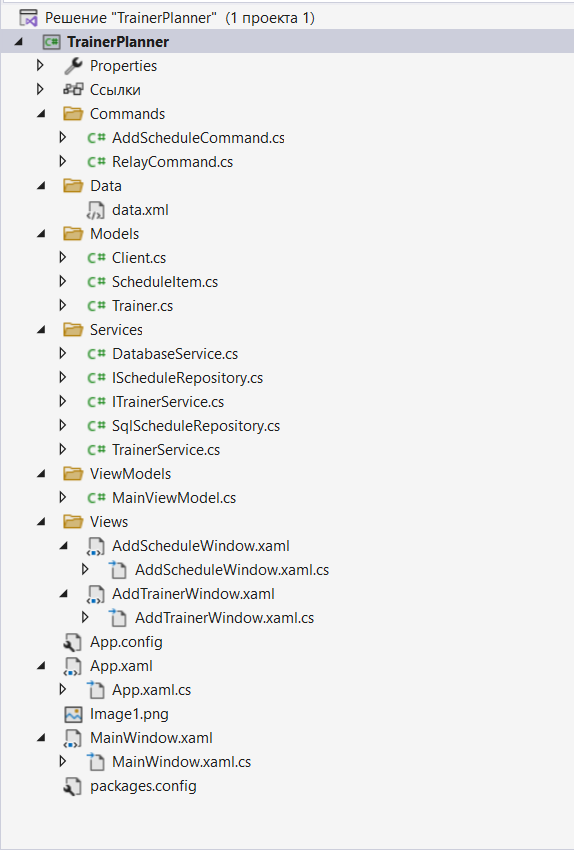 Решение "TrainerPlanner" (1 проекта 1)
TrainerPlanner
Properties
Ссылки
Commands
AddScheduleCommand.cs
RelayCommand.cs
Data
data.xml
Models
Client.cs
ScheduleItem.cs
Trainer.cs
Services
DatabaseService.cs
IScheduleRepository.cs
ITrainerService.cs
SqlScheduleRepository.cs
TrainerService.cs
ViewModels
MainViewModel.cs
Views
AddScheduleWindow.xaml
AddScheduleWindow.xaml.cs
AddTrainerWindow.xaml
AddTrainerWindow.xaml.cs
App.config
App.xaml
App.xaml.cs
Image1.png
MainWindow.xaml
MainWindow.xaml.cs
packages.config